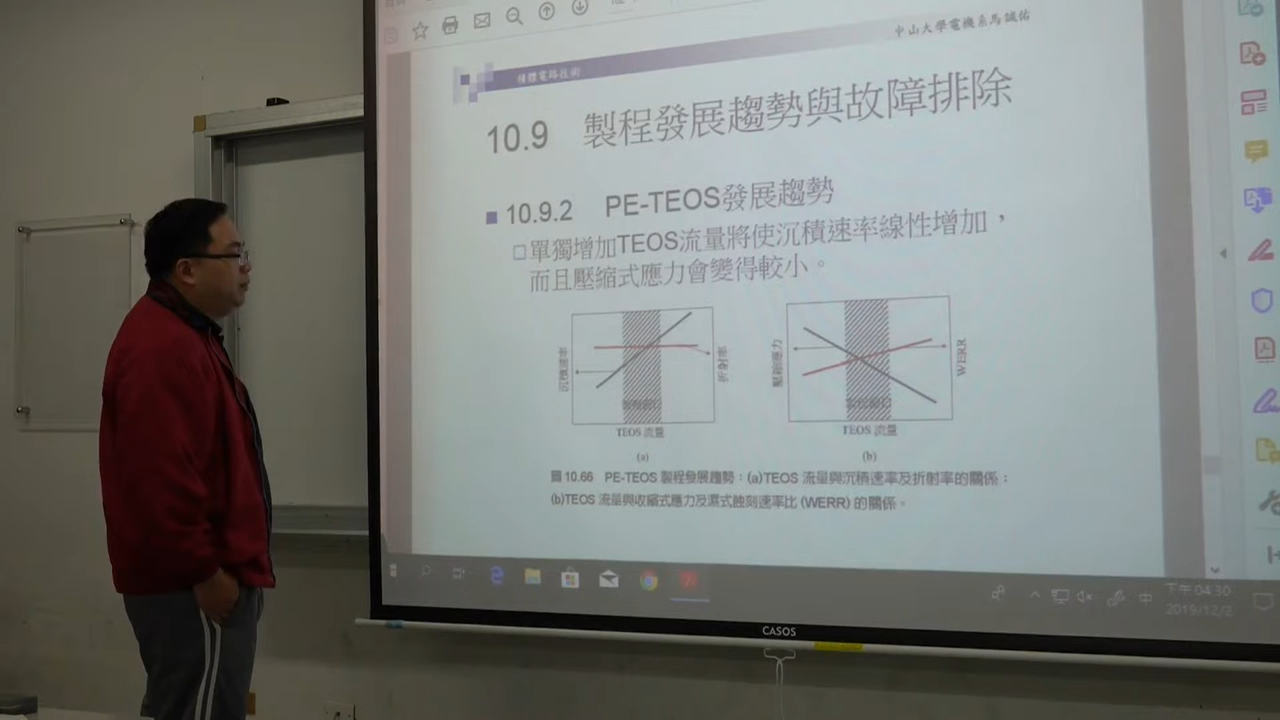 中山大學電機系馬誠佑
積體電路技術
10.9 製程發展趨勢與故障排除
10.9.2 PE-TEOS發展趨勢
單獨增加TEOS流量將使沉積速率線性增加，
而且壓縮式應力會變得較小。
沉積速率
折射率
TEOS 流量
(a)
壓縮應力
WERR
TEOS 流量
(b)
圖 10.66 PE-TEOS 製程發展趨勢：(a)TEOS 流量與沉積速率及折射率的關係；
(b)TEOS 流量與收縮式應力及濕式蝕刻速率比 (WERR) 的關係。
中
下午 04:30
2019/12/2
CASOS